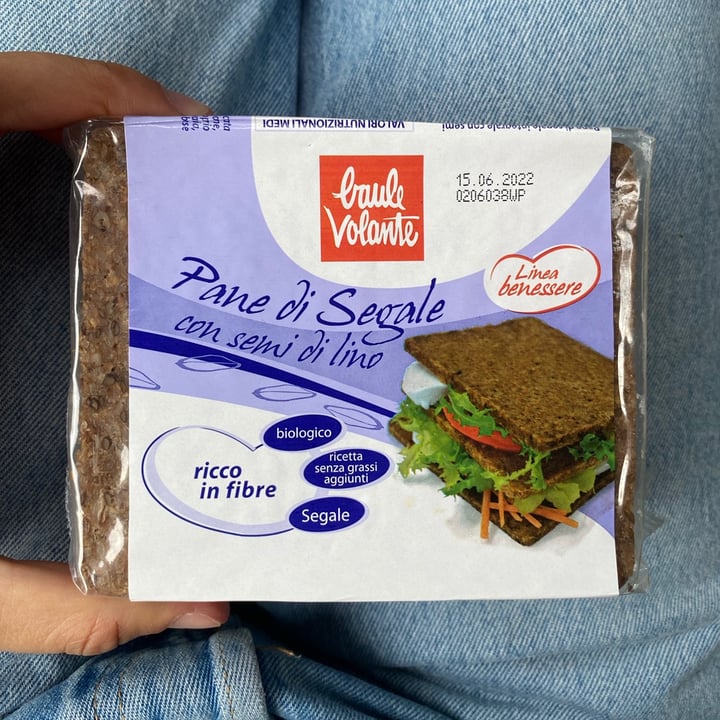 VALORI NUTRIZIONALI MEDI
baule
Volante
15.06.2022
0206038WP
Linea
benessere
Pane di Segale
con semi di lino
biologico
ricco
in fibre
ricetta
senza grassi
aggiunti
Segale